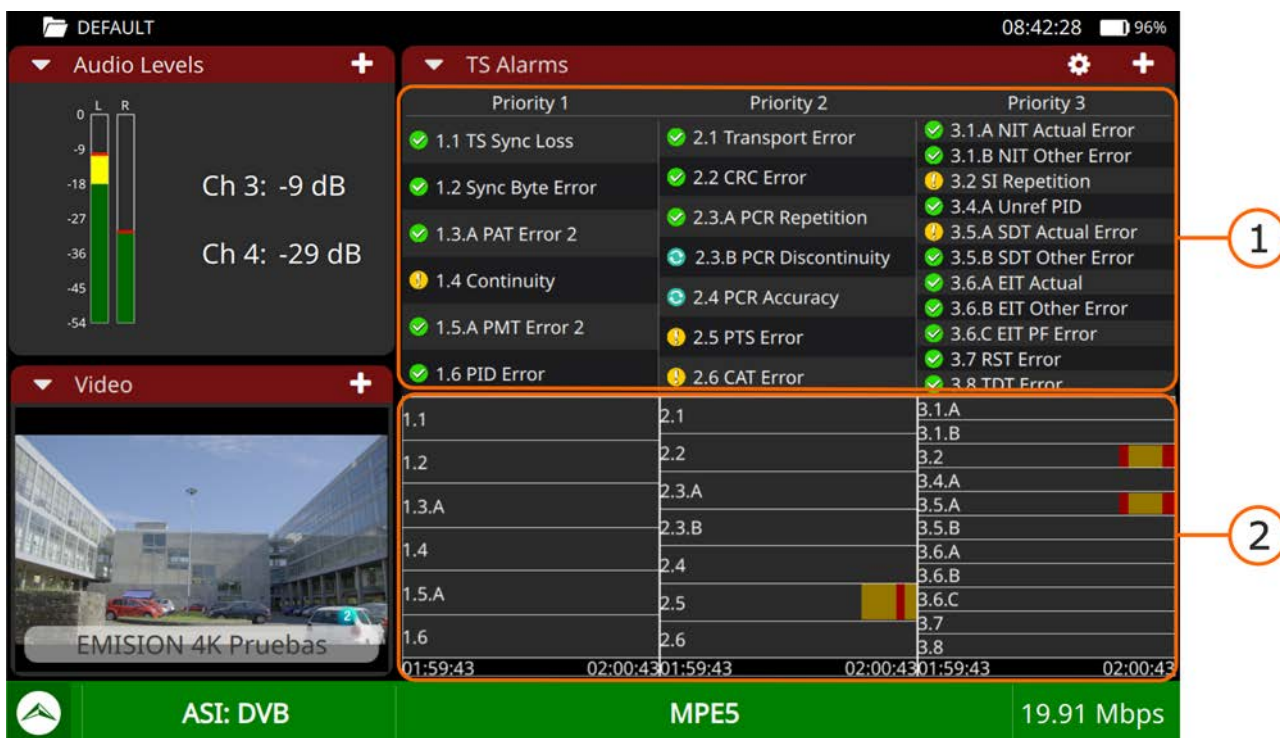 DEFAULT
08:42:28
96%
Audio Levels
TS Alarms
L R
0
-9
-18
-27
-36
-45
-54
Ch 3: -9 dB
Ch 4: -29 dB
Priority 1
1.1 TS Sync Loss
1.2 Sync Byte Error
1.3.A PAT Error 2
1.4 Continuity
1.5.A PMT Error 2
1.6 PID Error
Priority 2
2.1 Transport Error
2.2 CRC Error
2.3.A PCR Repetition
2.3.B PCR Discontinuity
2.4 PCR Accuracy
2.5 PTS Error
2.6 CAT Error
Priority 3
3.1.A NIT Actual Error
3.1.B NIT Other Error
3.2 SI Repetition
3.4.A Unref PID
3.5.A SDT Actual Error
3.5.B SDT Other Error
3.6.A EIT Actual
3.6.B EIT Other Error
3.6.C EIT PF Error
3.7 RST Error
3.8 TDT Error
1
Video
2
EMISION 4K Pruebas
1.1
1.2
1.3.A
1.4
1.5.A
1.6
01:59:43 02:00:43
2.1
2.2
2.3.A
2.3.B
2.4
2.5
2.6
01:59:43 02:00:43
3.1.A
3.1.B
3.2
3.4.A
3.5.A
3.5.B
3.6.A
3.6.B
3.6.C
3.7
3.8
01:59:43 02:00:43
2
ASI: DVB
MPE5
19.91 Mbps